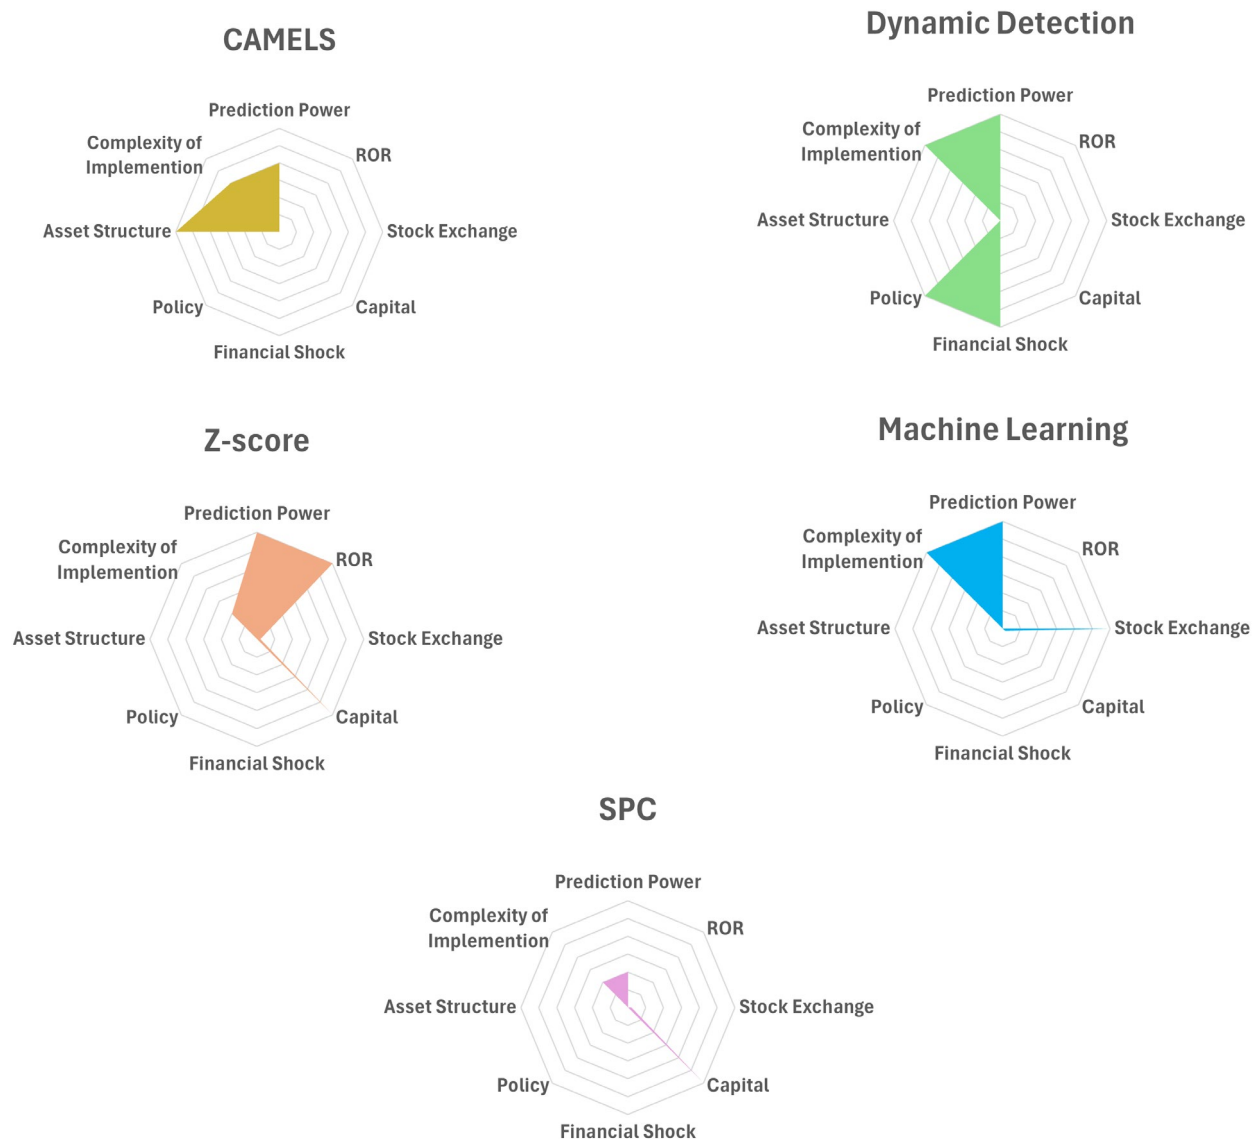 CAMELS
Prediction Power
Complexity of
Implemention
ROR
Asset Structure
Stock Exchange
Policy
Capital
Financial Shock
Dynamic Detection
Prediction Power
Complexity of
Implemention
ROR
Asset Structure
Stock Exchange
Policy
Capital
Financial Shock
Z-score
Prediction Power
Complexity of
Implemention
ROR
Asset Structure
Stock Exchange
Policy
Capital
Financial Shock
Machine Learning
Prediction Power
Complexity of
Implemention
ROR
Asset Structure
Stock Exchange
Policy
Capital
Financial Shock
SPC
Prediction Power
Complexity of
Implemention
ROR
Asset Structure
Stock Exchange
Policy
Capital
Financial Shock